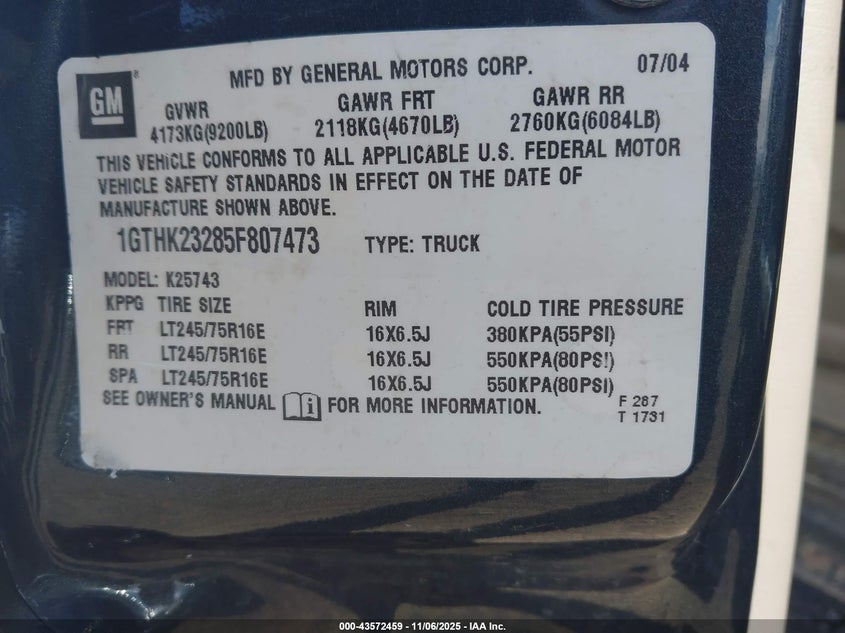 GM ®
MFD BY GENERAL MOTORS CORP. 07/04
GVWR GAWR FRT GAWR RR
4173KG(9200LB) 2118KG(4670LB) 2760KG(6084LB)
THIS VEHICLE CONFORMS TO ALL APPLICABLE U.S. FEDERAL MOTOR
VEHICLE SAFETY STANDARDS IN EFFECT ON THE DATE OF
MANUFACTURE SHOWN ABOVE.
1GTHK23285F807473 TYPE: TRUCK
MODEL: K25743
KPPG TIRE SIZE RIM COLD TIRE PRESSURE
FRT LT245/75R16E 16X6.5J 380KPA(55PSI)
RR LT245/75R16E 16X6.5J 550KPA(80PSI)
SPA LT245/75R16E 16X6.5J 550KPA(80PSI)
SEE OWNER'S MANUAL i FOR MORE INFORMATION.
F 287
T 1731
000-43572459 - 11/06/2025 - IAA Inc.